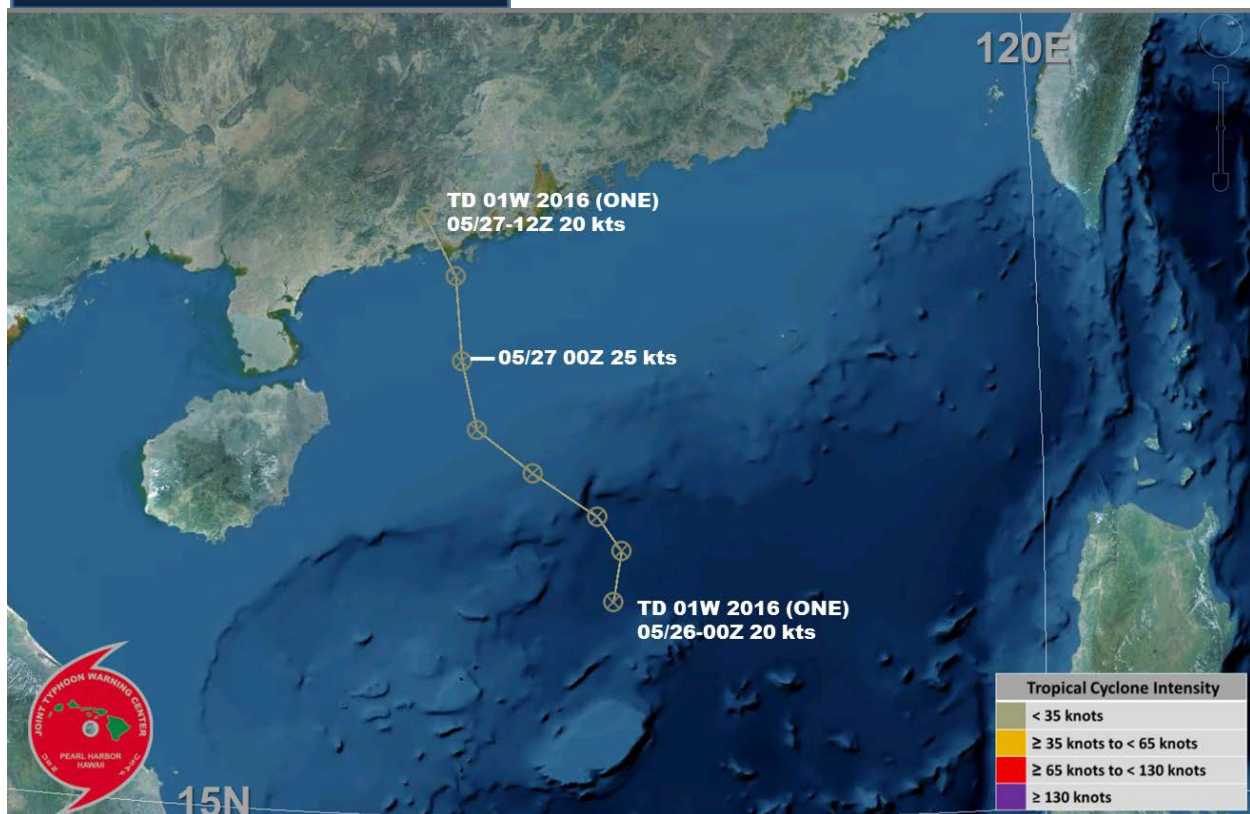 120E
TD 01W 2016 (ONE)
05/27-12Z 20 kts
05/27 00Z 25 kts
TD 01W 2016 (ONE)
05/26-00Z 20 kts
JOINT TYPHOON WARNING CENTER
PEARL HARBOR
HAWAII
15N
Tropical Cyclone Intensity
< 35 knots
≥ 35 knots to < 65 knots
≥ 65 knots to < 130 knots
≥ 130 knots